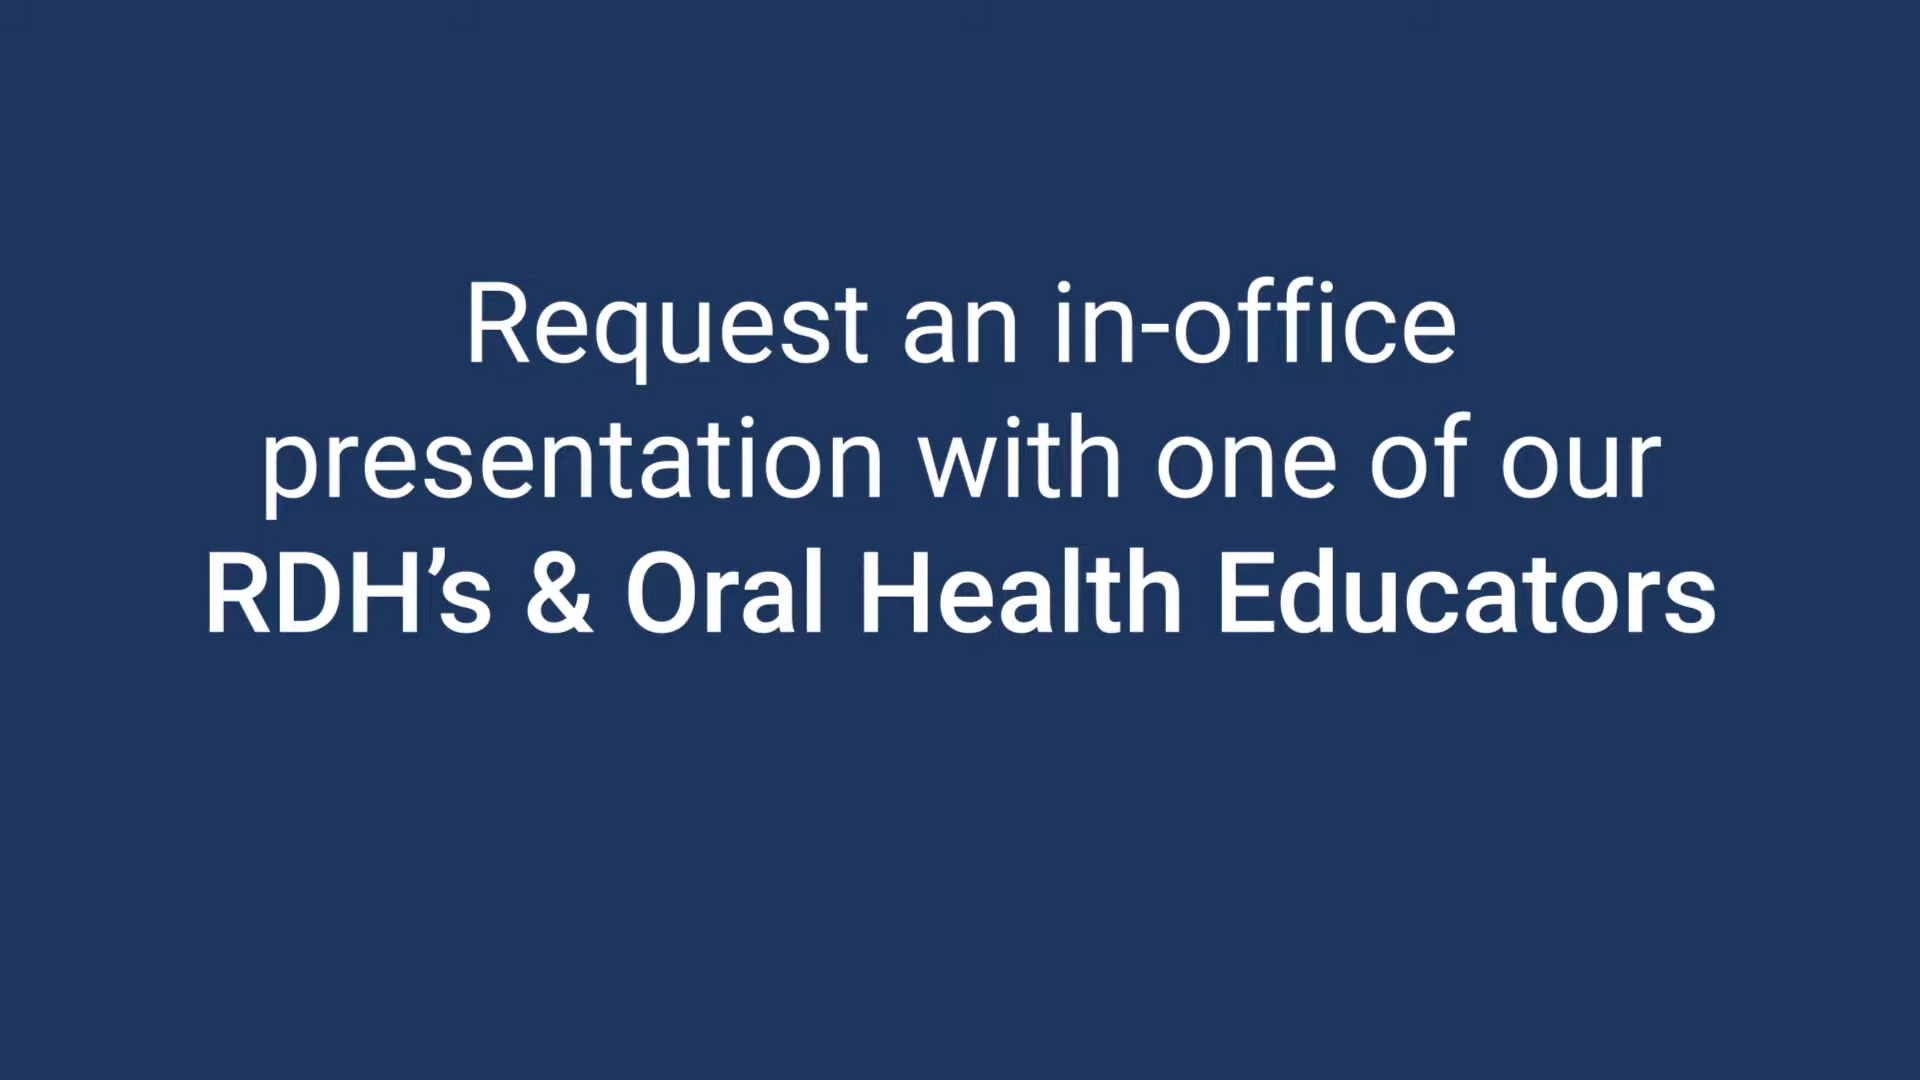 Request an in-office
presentation with one of our
RDH’s & Oral Health Educators